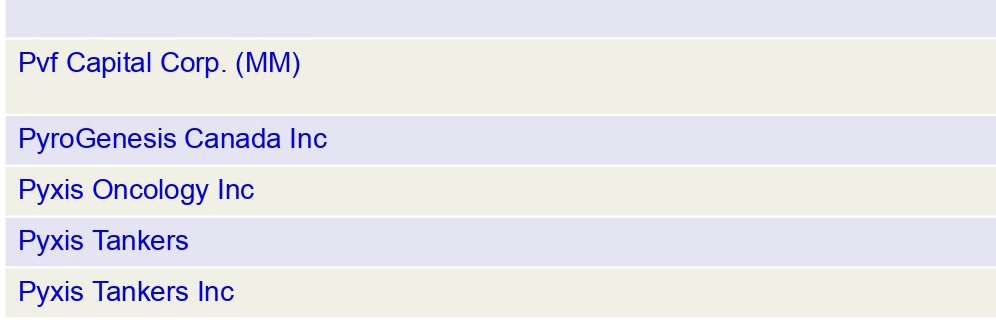 Pvf Capital Corp. (MM)
PyroGenesis Canada Inc
Pyxis Oncology Inc
Pyxis Tankers
Pyxis Tankers Inc